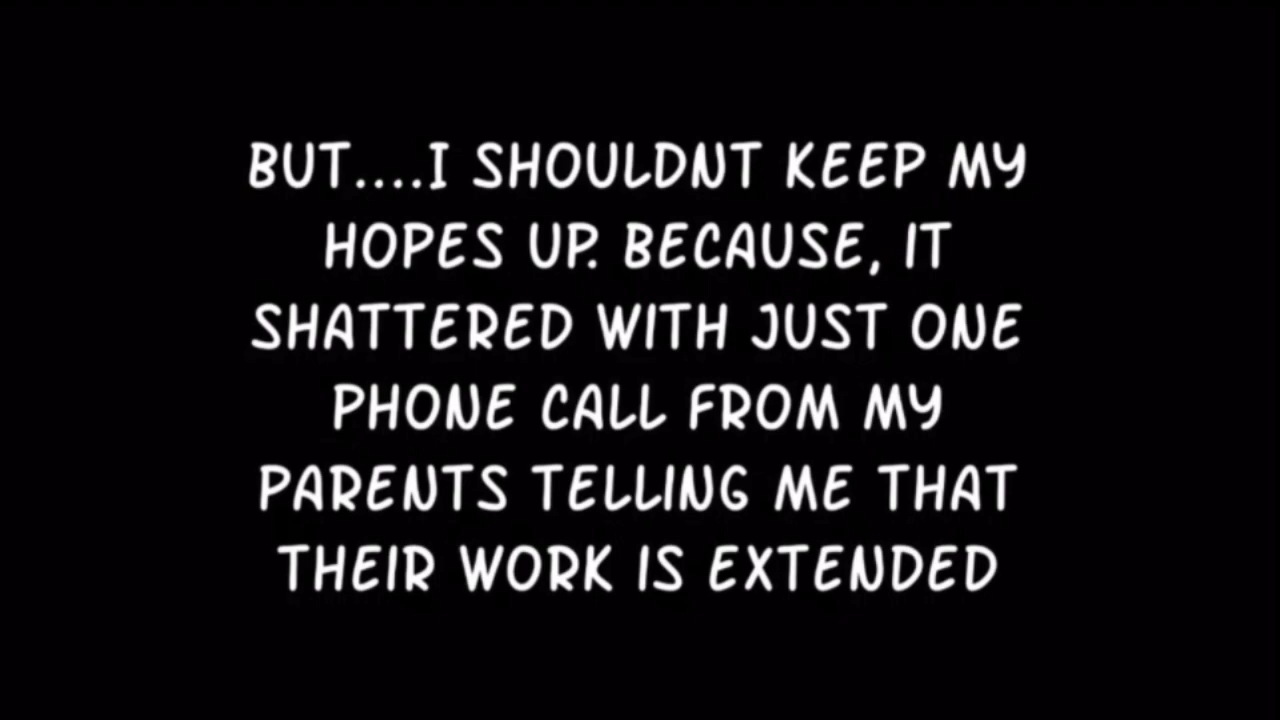 BUT....I SHOULDNT KEEP MY
HOPES UP. BECAUSE, IT
SHATTERED WITH JUST ONE
PHONE CALL FROM MY
PARENTS TELLING ME THAT
THEIR WORK IS EXTENDED